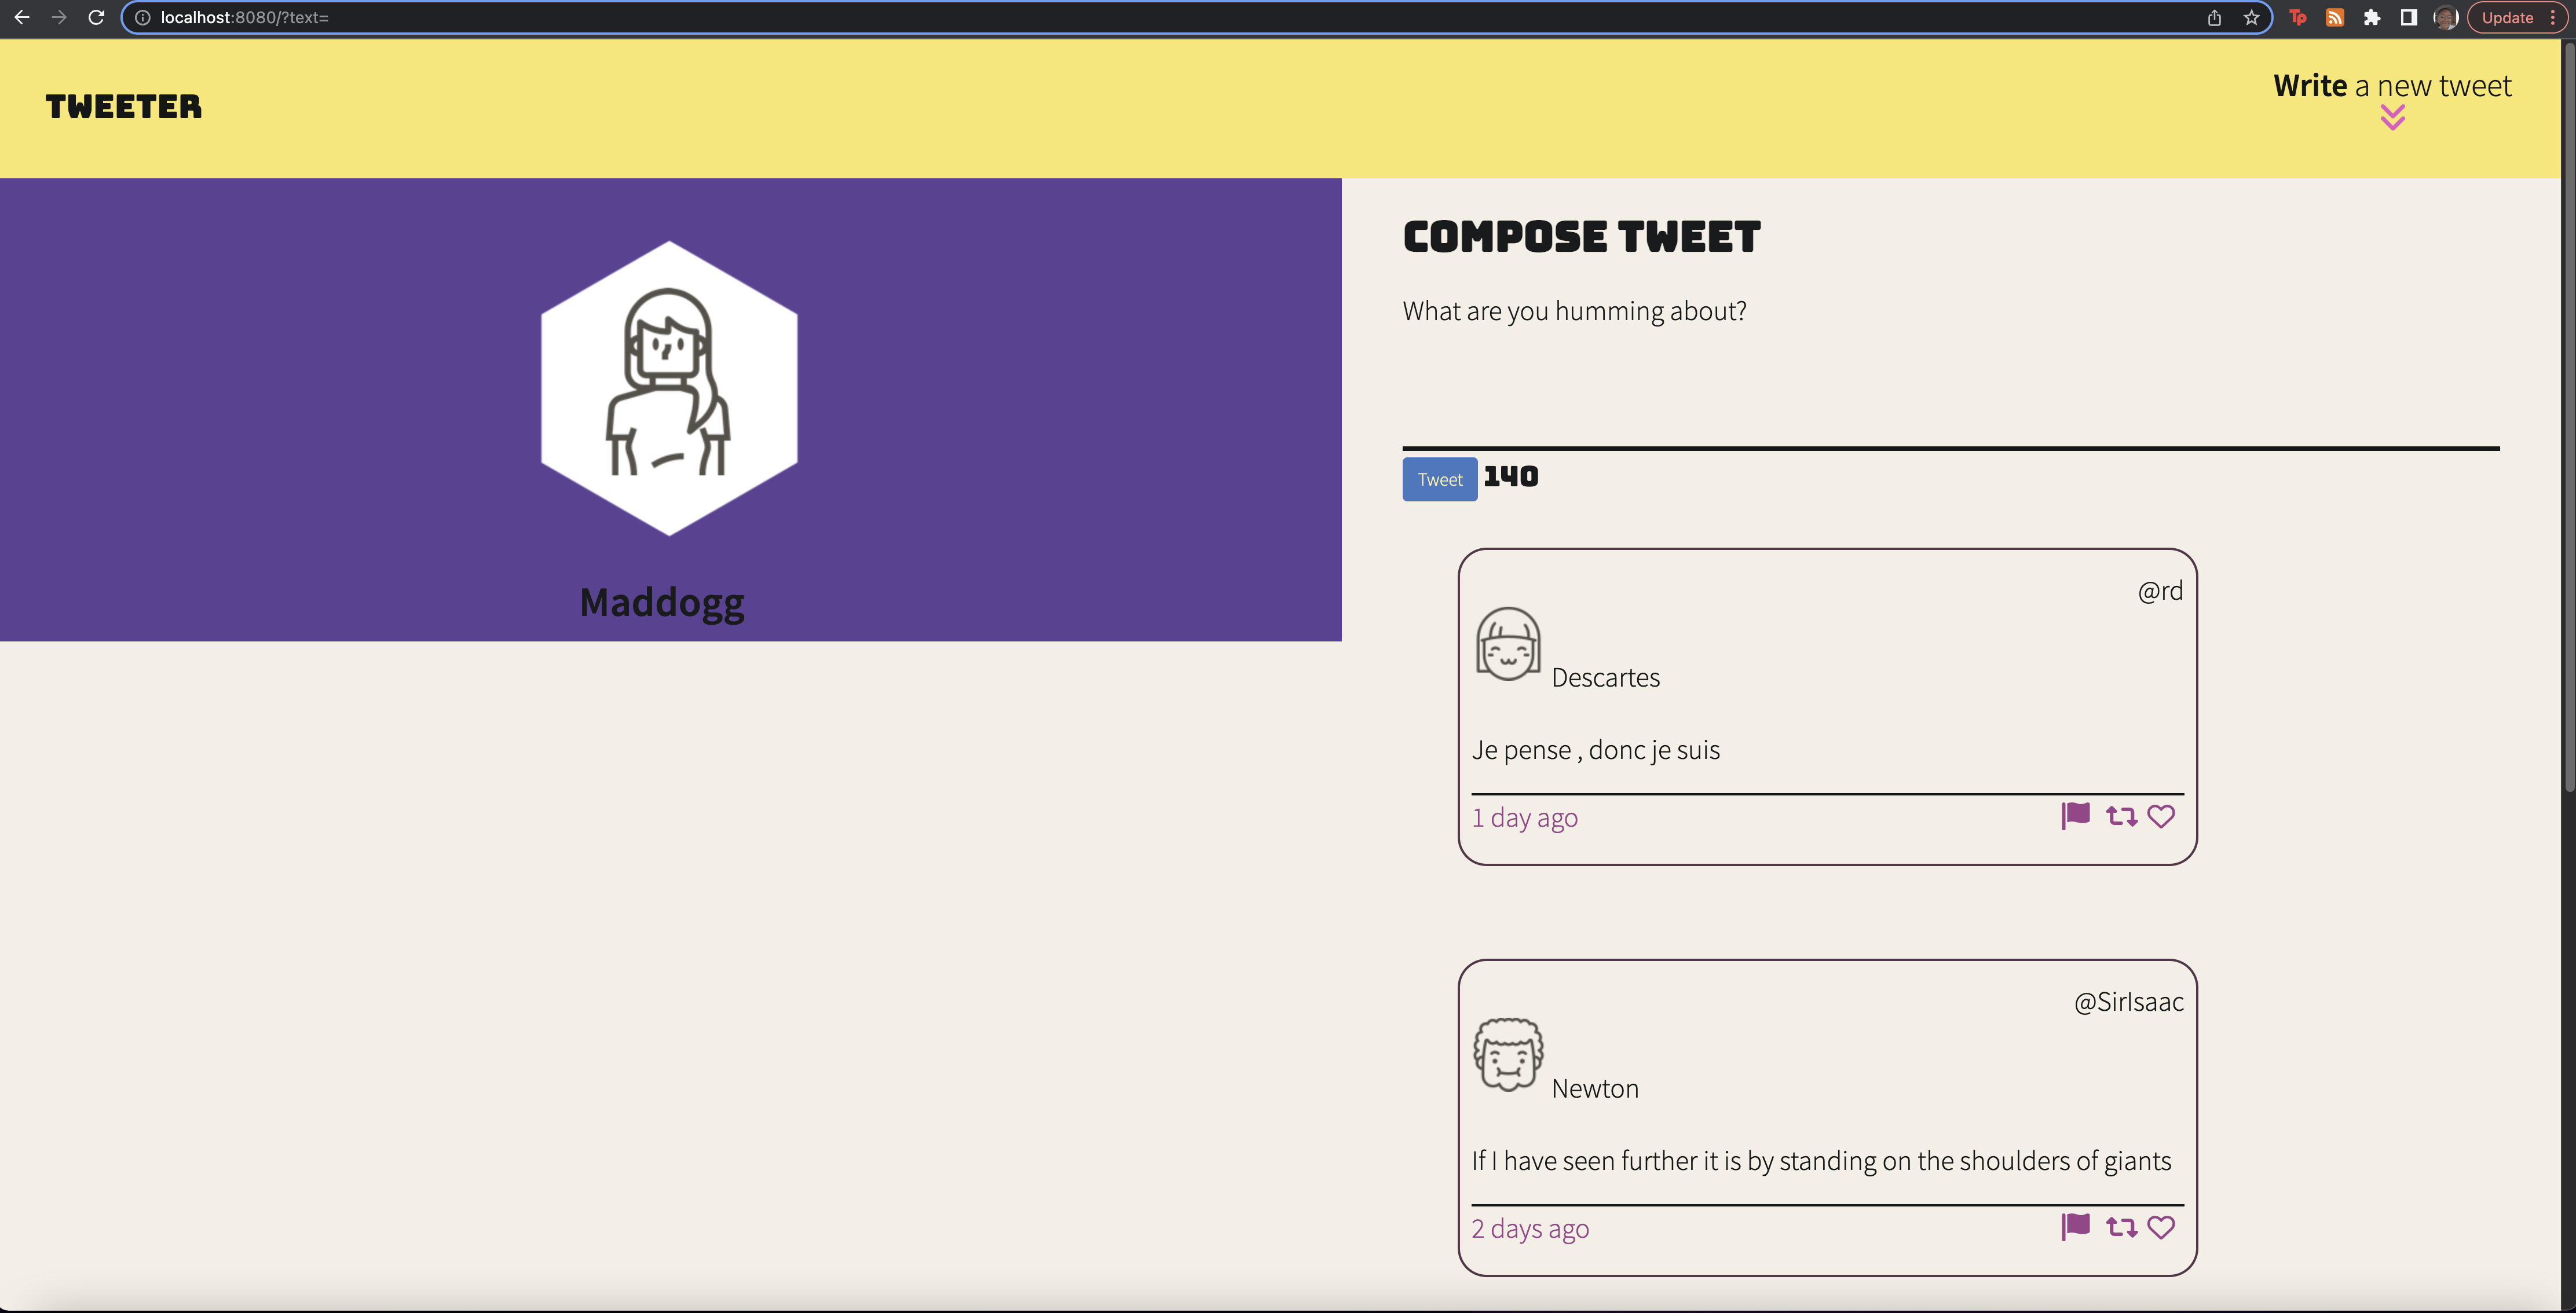 localhost:8080/?text=
Tp
Update
TWEETER
Write a new tweet
COMPOSE TWEET
What are you humming about?
Tweet 140
Maddogg
@rd
Descartes
Je pense , donc je suis
1 day ago
@SirIsaac
Newton
If I have seen further it is by standing on the shoulders of giants
2 days ago